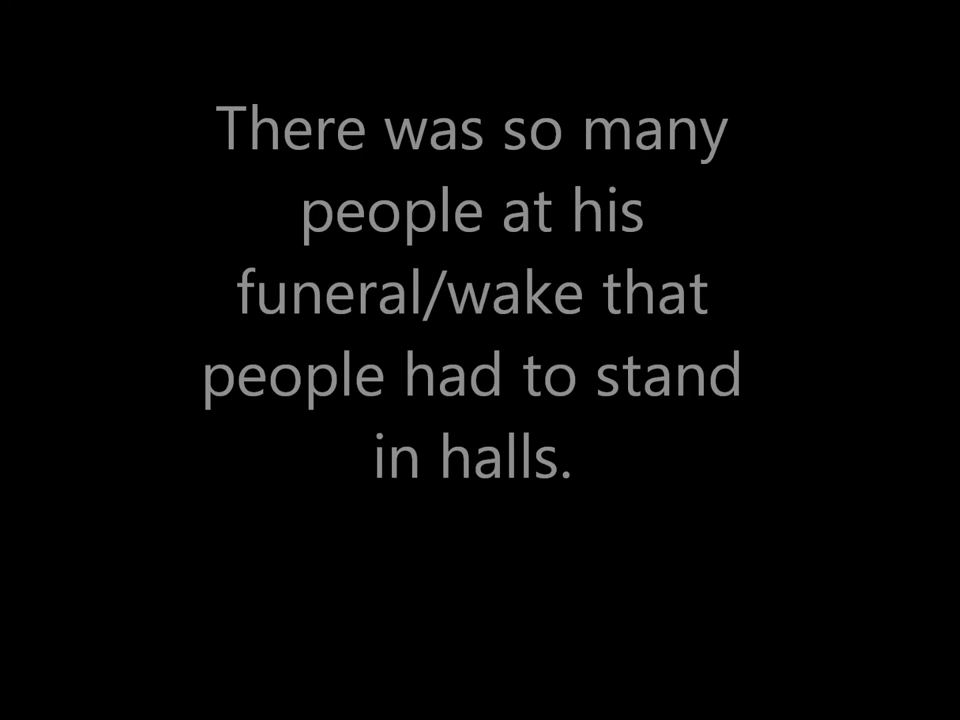 There was so many
people at his
funeral/wake that
people had to stand
in halls.